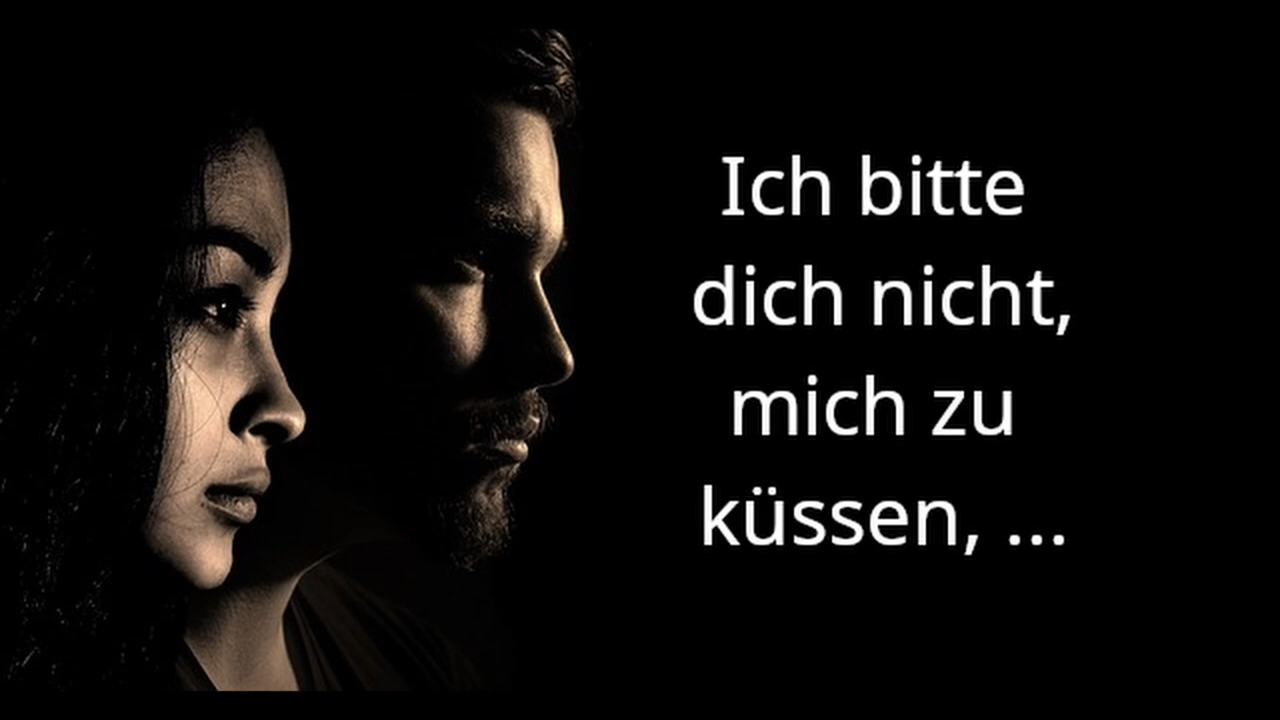 Ich bitte
dich nicht,
mich zu
küssen, ...